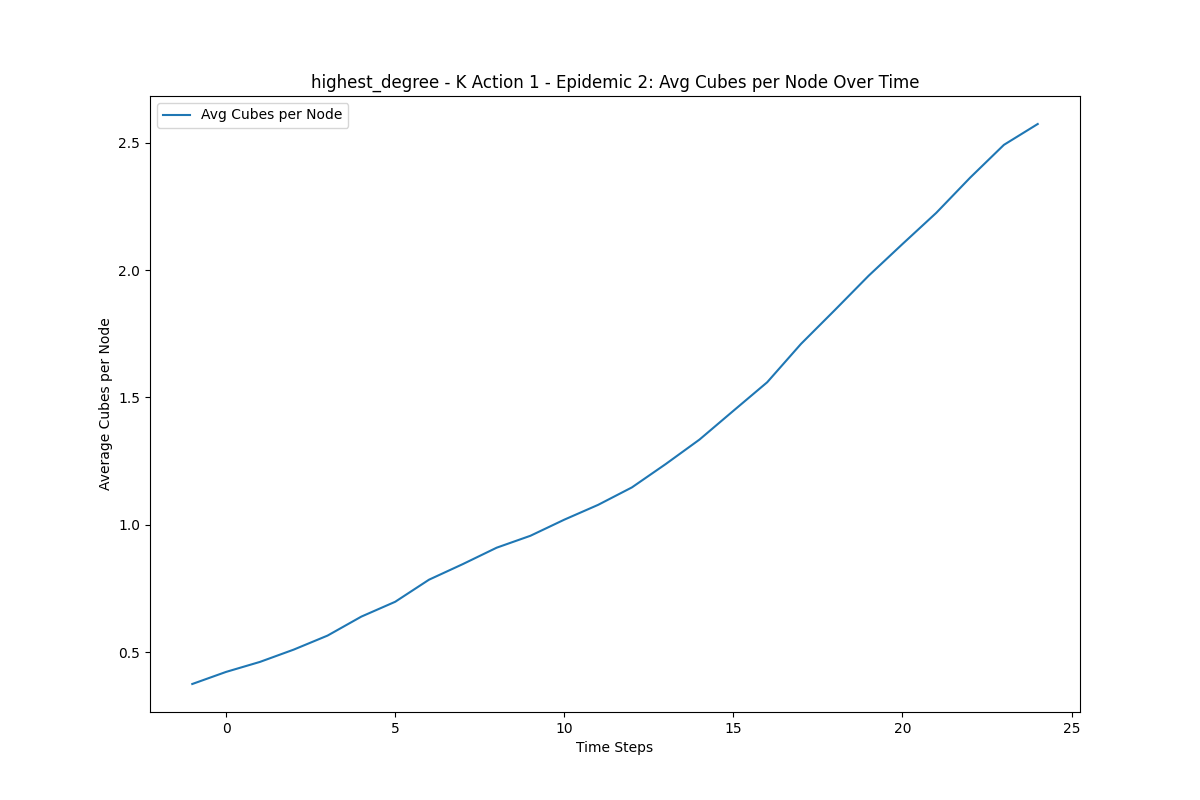 highest_degree - K Action 1 - Epidemic 2: Avg Cubes per Node Over Time
Avg Cubes per Node
Average Cubes per Node
2.5
2.0
1.5
1.0
0.5
0 5 10 15 20 25
Time Steps